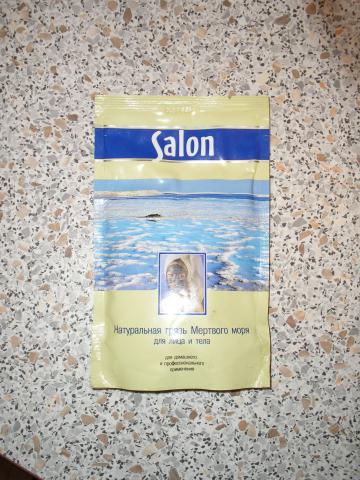 Salon
Натуральная грязь Мертвого моря
для лица и тела
для домашнего
и профессионального
применения